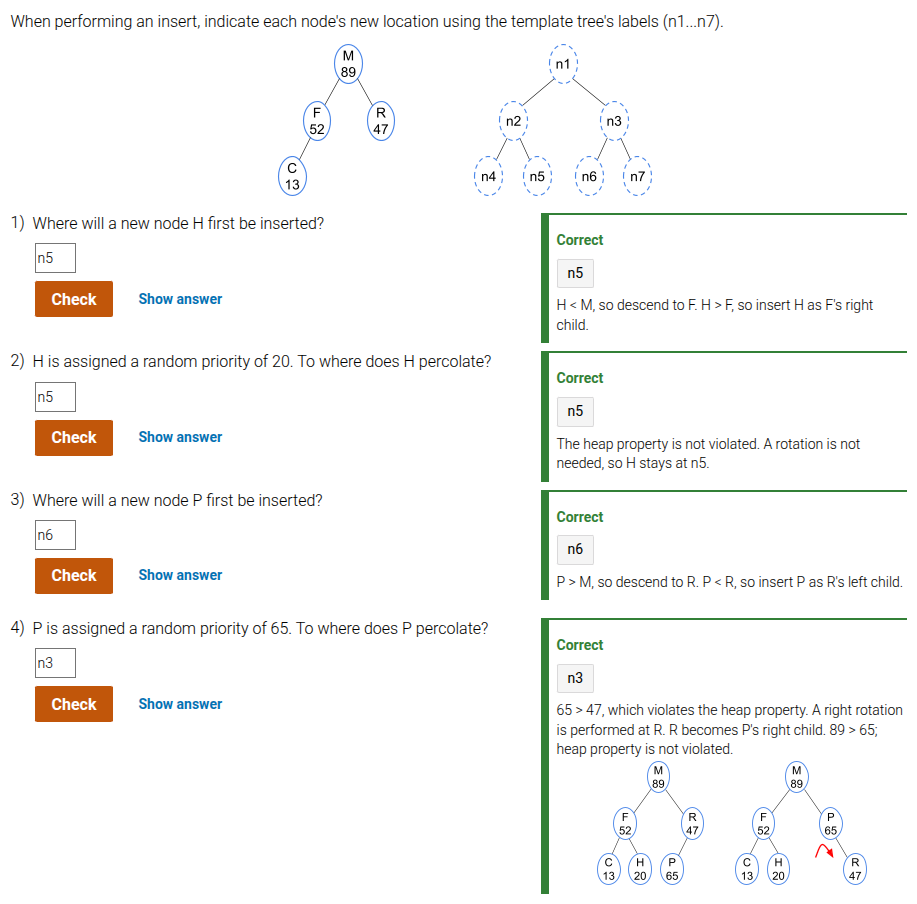 When performing an insert, indicate each node's new location using the template tree's labels (n1...n7).
M
89
n1
F
52
R
47
n2
n3
C
13
n4
n5
n6
n7
1) Where will a new node H first be inserted?
n5
Check
Show answer
Correct
n5
H < M, so descend to F. H > F, so insert H as F's right
child.
2) H is assigned a random priority of 20. To where does H percolate?
n5
Check
Show answer
Correct
n5
The heap property is not violated. A rotation is not
needed, so H stays at n5.
3) Where will a new node P first be inserted?
n6
Check
Show answer
Correct
n6
P > M, so descend to R. P < R, so insert P as R's left child.
4) P is assigned a random priority of 65. To where does P percolate?
n3
Check
Show answer
Correct
n3
65 > 47, which violates the heap property. A right rotation
is performed at R. R becomes P's right child. 89 > 65;
heap property is not violated.
M
89
F
52
R
47
C
13
H
20
P
65
M
89
F
52
P
65
C
13
H
20
R
47